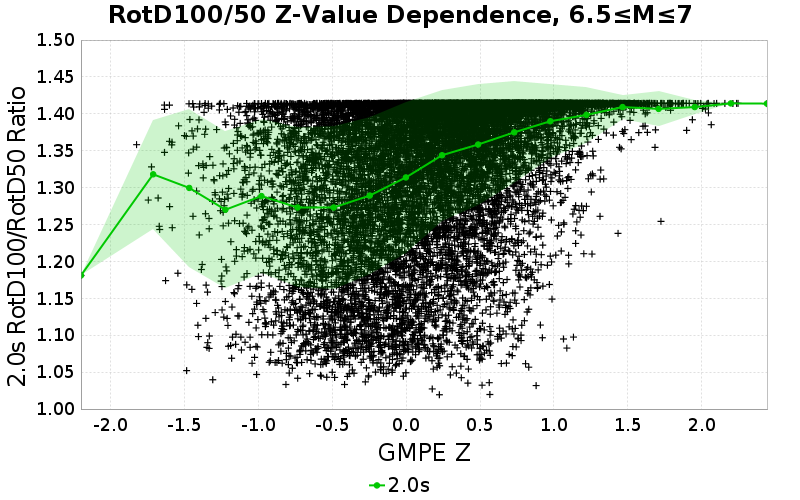 RotD100/50 Z-Value Dependence, 6.5≤M≤7
2.0s RotD100/RotD50 Ratio
1.50
1.45
1.40
1.35
1.30
1.25
1.20
1.15
1.10
1.05
1.00
-2.0 -1.5 -1.0 -0.5 0.0 0.5 1.0 1.5 2.0
GMPE Z
2.0s